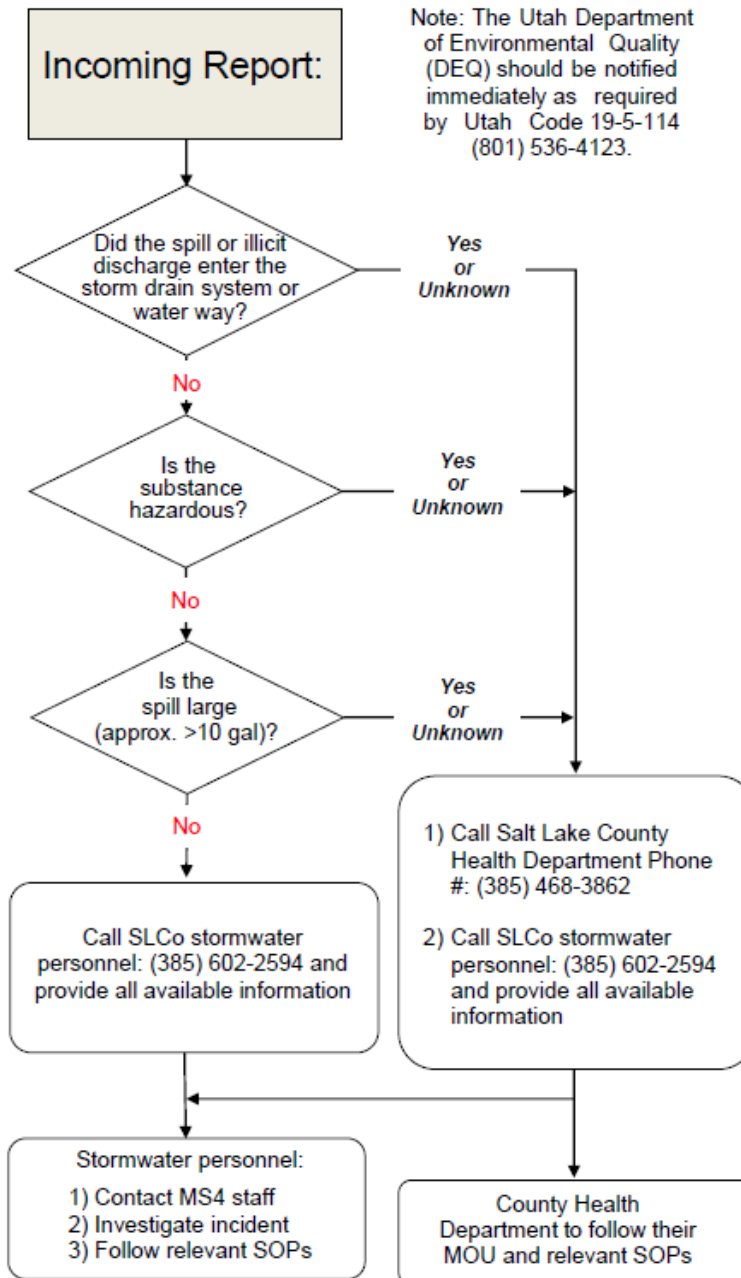 Incoming Report:
Note: The Utah Department
of Environmental Quality
(DEQ) should be notified
immediately as required
by Utah Code 19-5-114
(801) 536-4123.
Did the spill or illicit
discharge enter the
storm drain system or
water way?
Yes
or
Unknown
No
Is the
substance
hazardous?
Yes
or
Unknown
No
Is the
spill large
(approx. >10 gal)?
Yes
or
Unknown
No
Call SLCo stormwater
personnel: (385) 602-2594 and
provide all available information
1) Call Salt Lake County
Health Department Phone
#: (385) 468-3862
2) Call SLCo stormwater
personnel: (385) 602-2594
and provide all available
information
Stormwater personnel:
1) Contact MS4 staff
2) Investigate incident
3) Follow relevant SOPs
County Health
Department to follow their
MOU and relevant SOPs